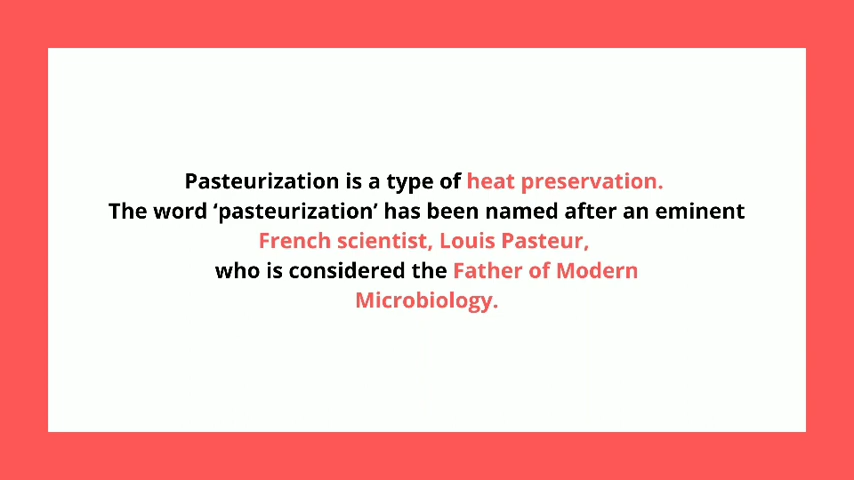 Pasteurization is a type of heat preservation.
The word ‘pasteurization’ has been named after an eminent
French scientist, Louis Pasteur,
who is considered the Father of Modern
Microbiology.